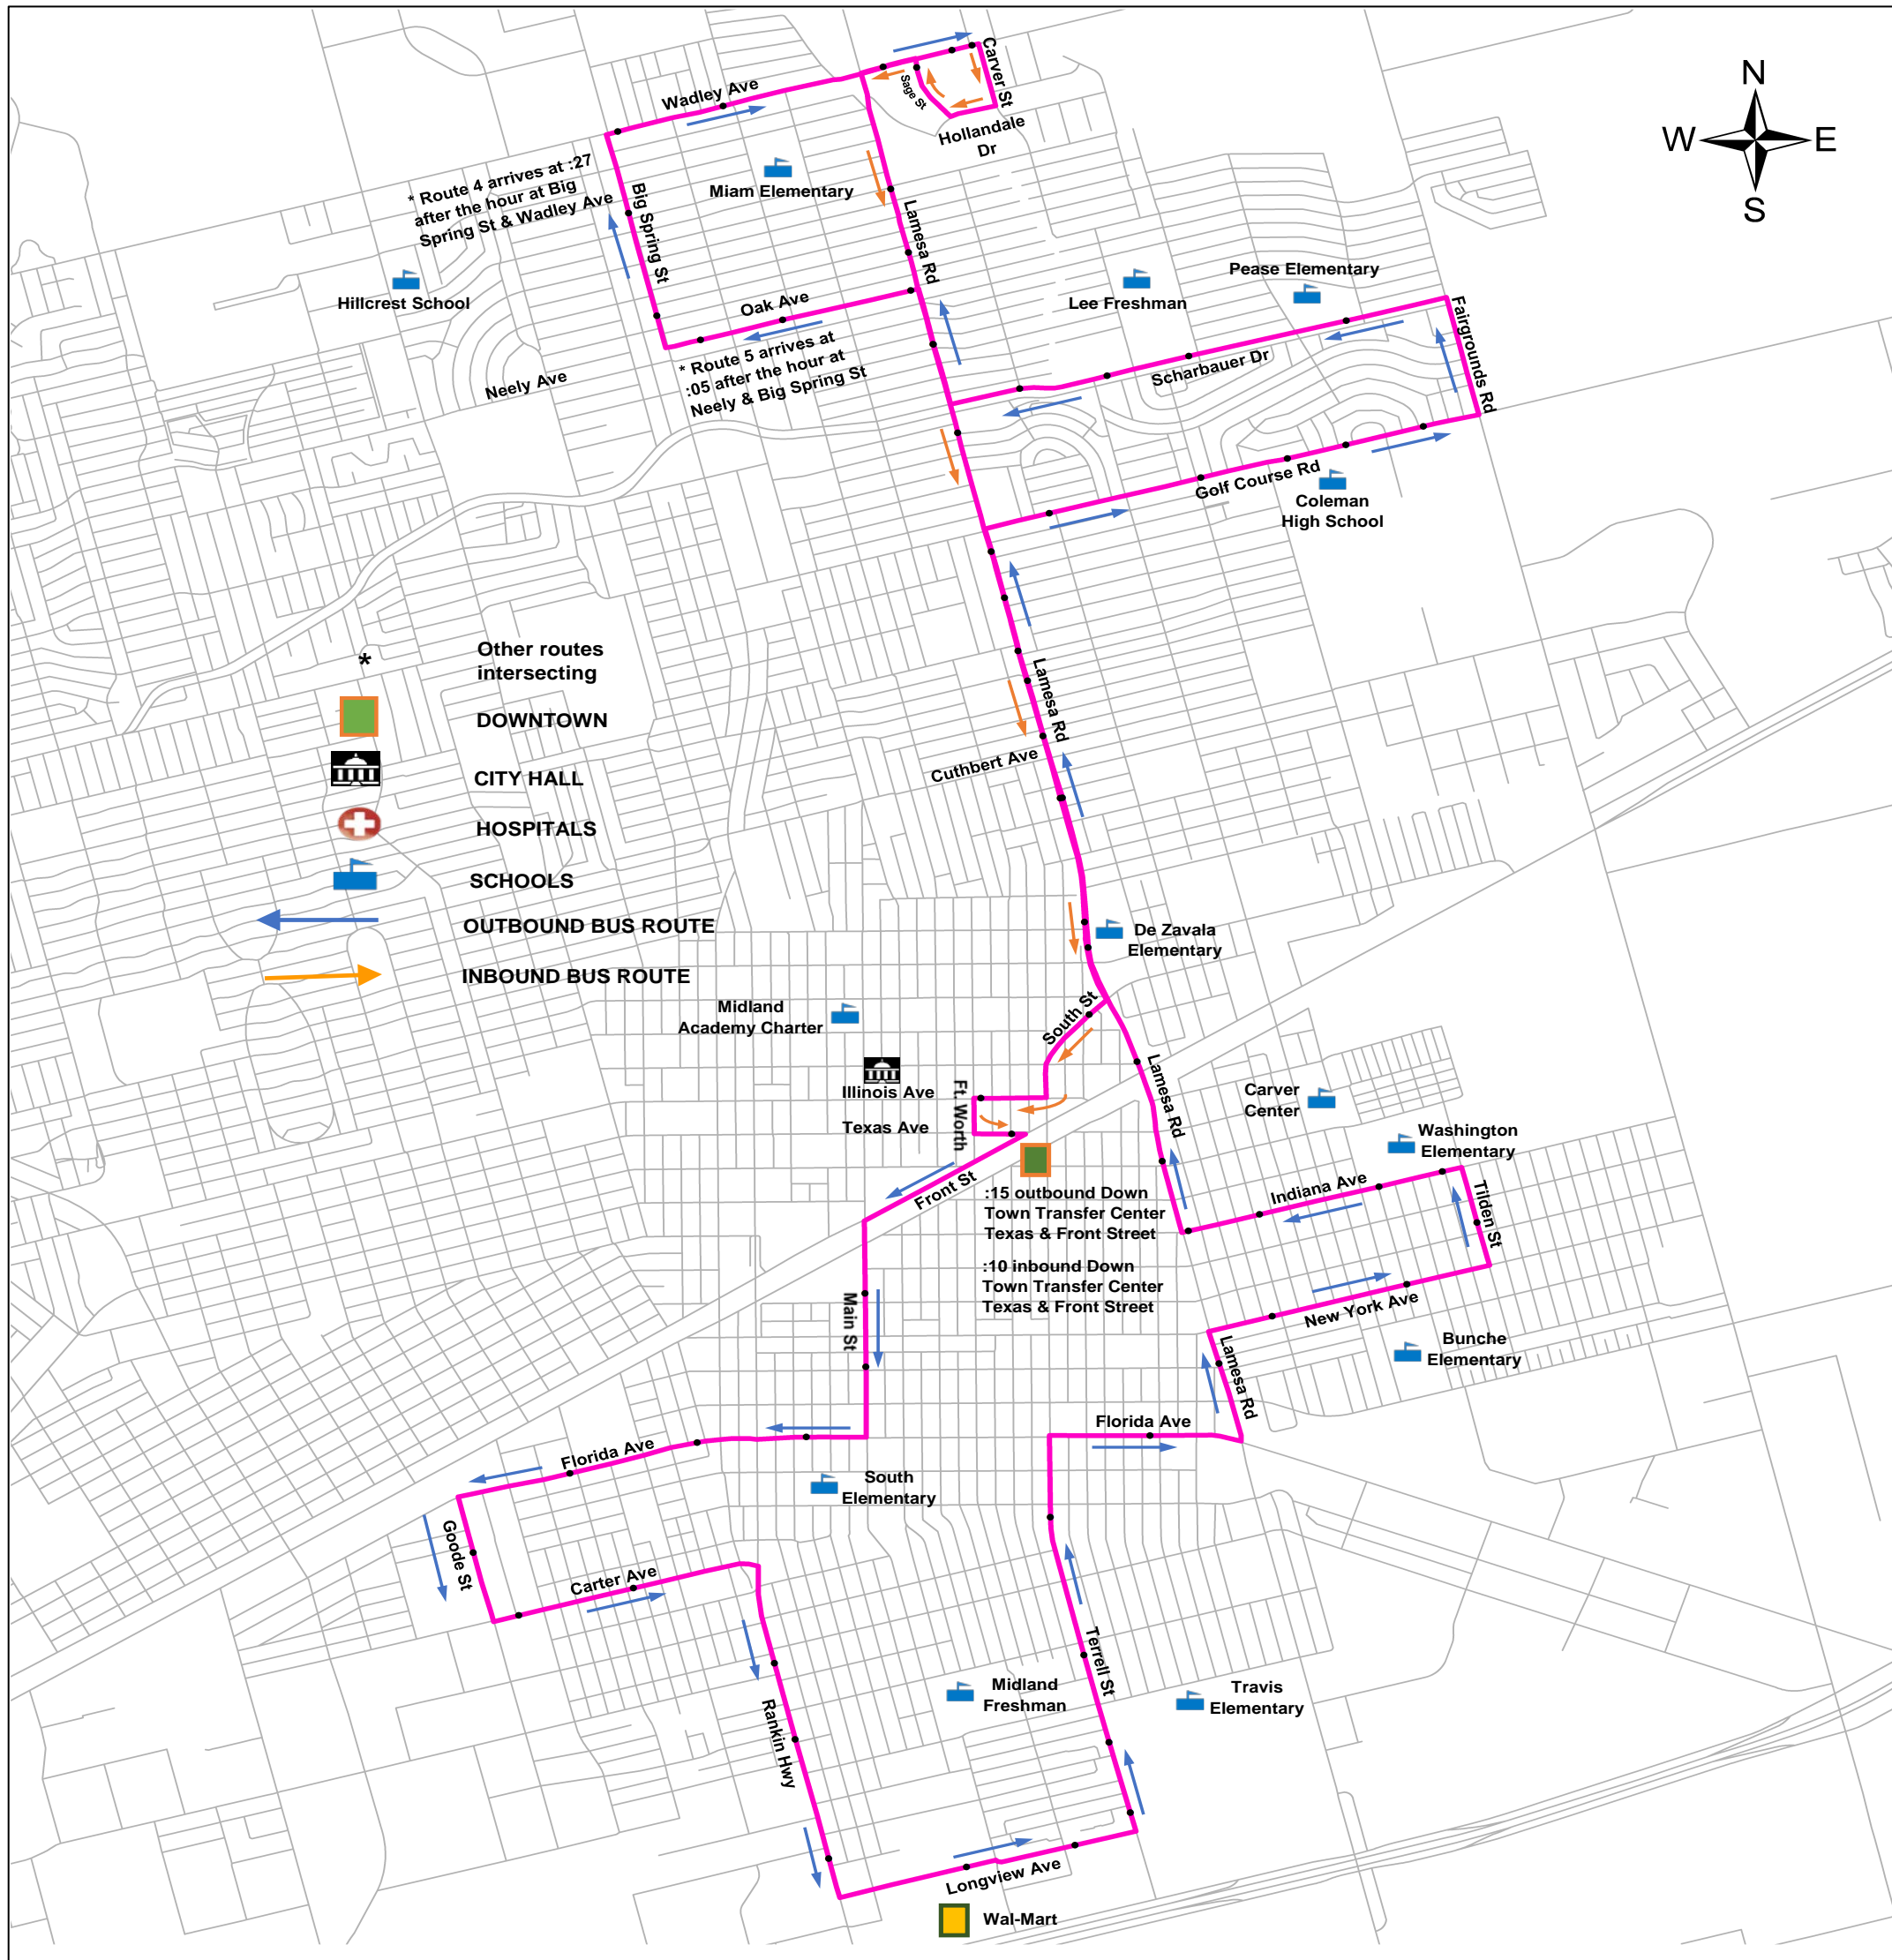 N
W
E
S
Carver St
Sage St
Hollandale
Dr
Wadley Ave
* Route 4 arrives at :27
after the hour at Big
Spring St & Wadley Ave
Miam Elementary
Big Spring St
Lamesa Rd
Hillcrest School
Oak Ave
Lee Freshman
Pease Elementary
Fairgrounds Rd
* Route 5 arrives at
:05 after the hour at
Neely & Big Spring St
Neely Ave
Scharbauer Dr
Golf Course Rd
Coleman
High School
*
Other routes
intersecting
DOWNTOWN
CITY HALL
HOSPITALS
SCHOOLS
OUTBOUND BUS ROUTE
INBOUND BUS ROUTE
Lamesa Rd
Cuthbert Ave
De Zavala
Elementary
Midland
Academy Charter
South St
Illinois Ave
Ft. Worth
Texas Ave
Lamesa Rd
Carver
Center
Washington
Elementary
Front St
:15 outbound Down
Town Transfer Center
Texas & Front Street
:10 inbound Down
Town Transfer Center
Texas & Front Street
Indiana Ave
Tilden St
New York Ave
Main St
Lamesa Rd
Bunche
Elementary
Florida Ave
Florida Ave
South
Elementary
Goode St
Carter Ave
Terrell St
Midland
Freshman
Travis
Elementary
Rankin Hwy
Longview Ave
Wal-Mart